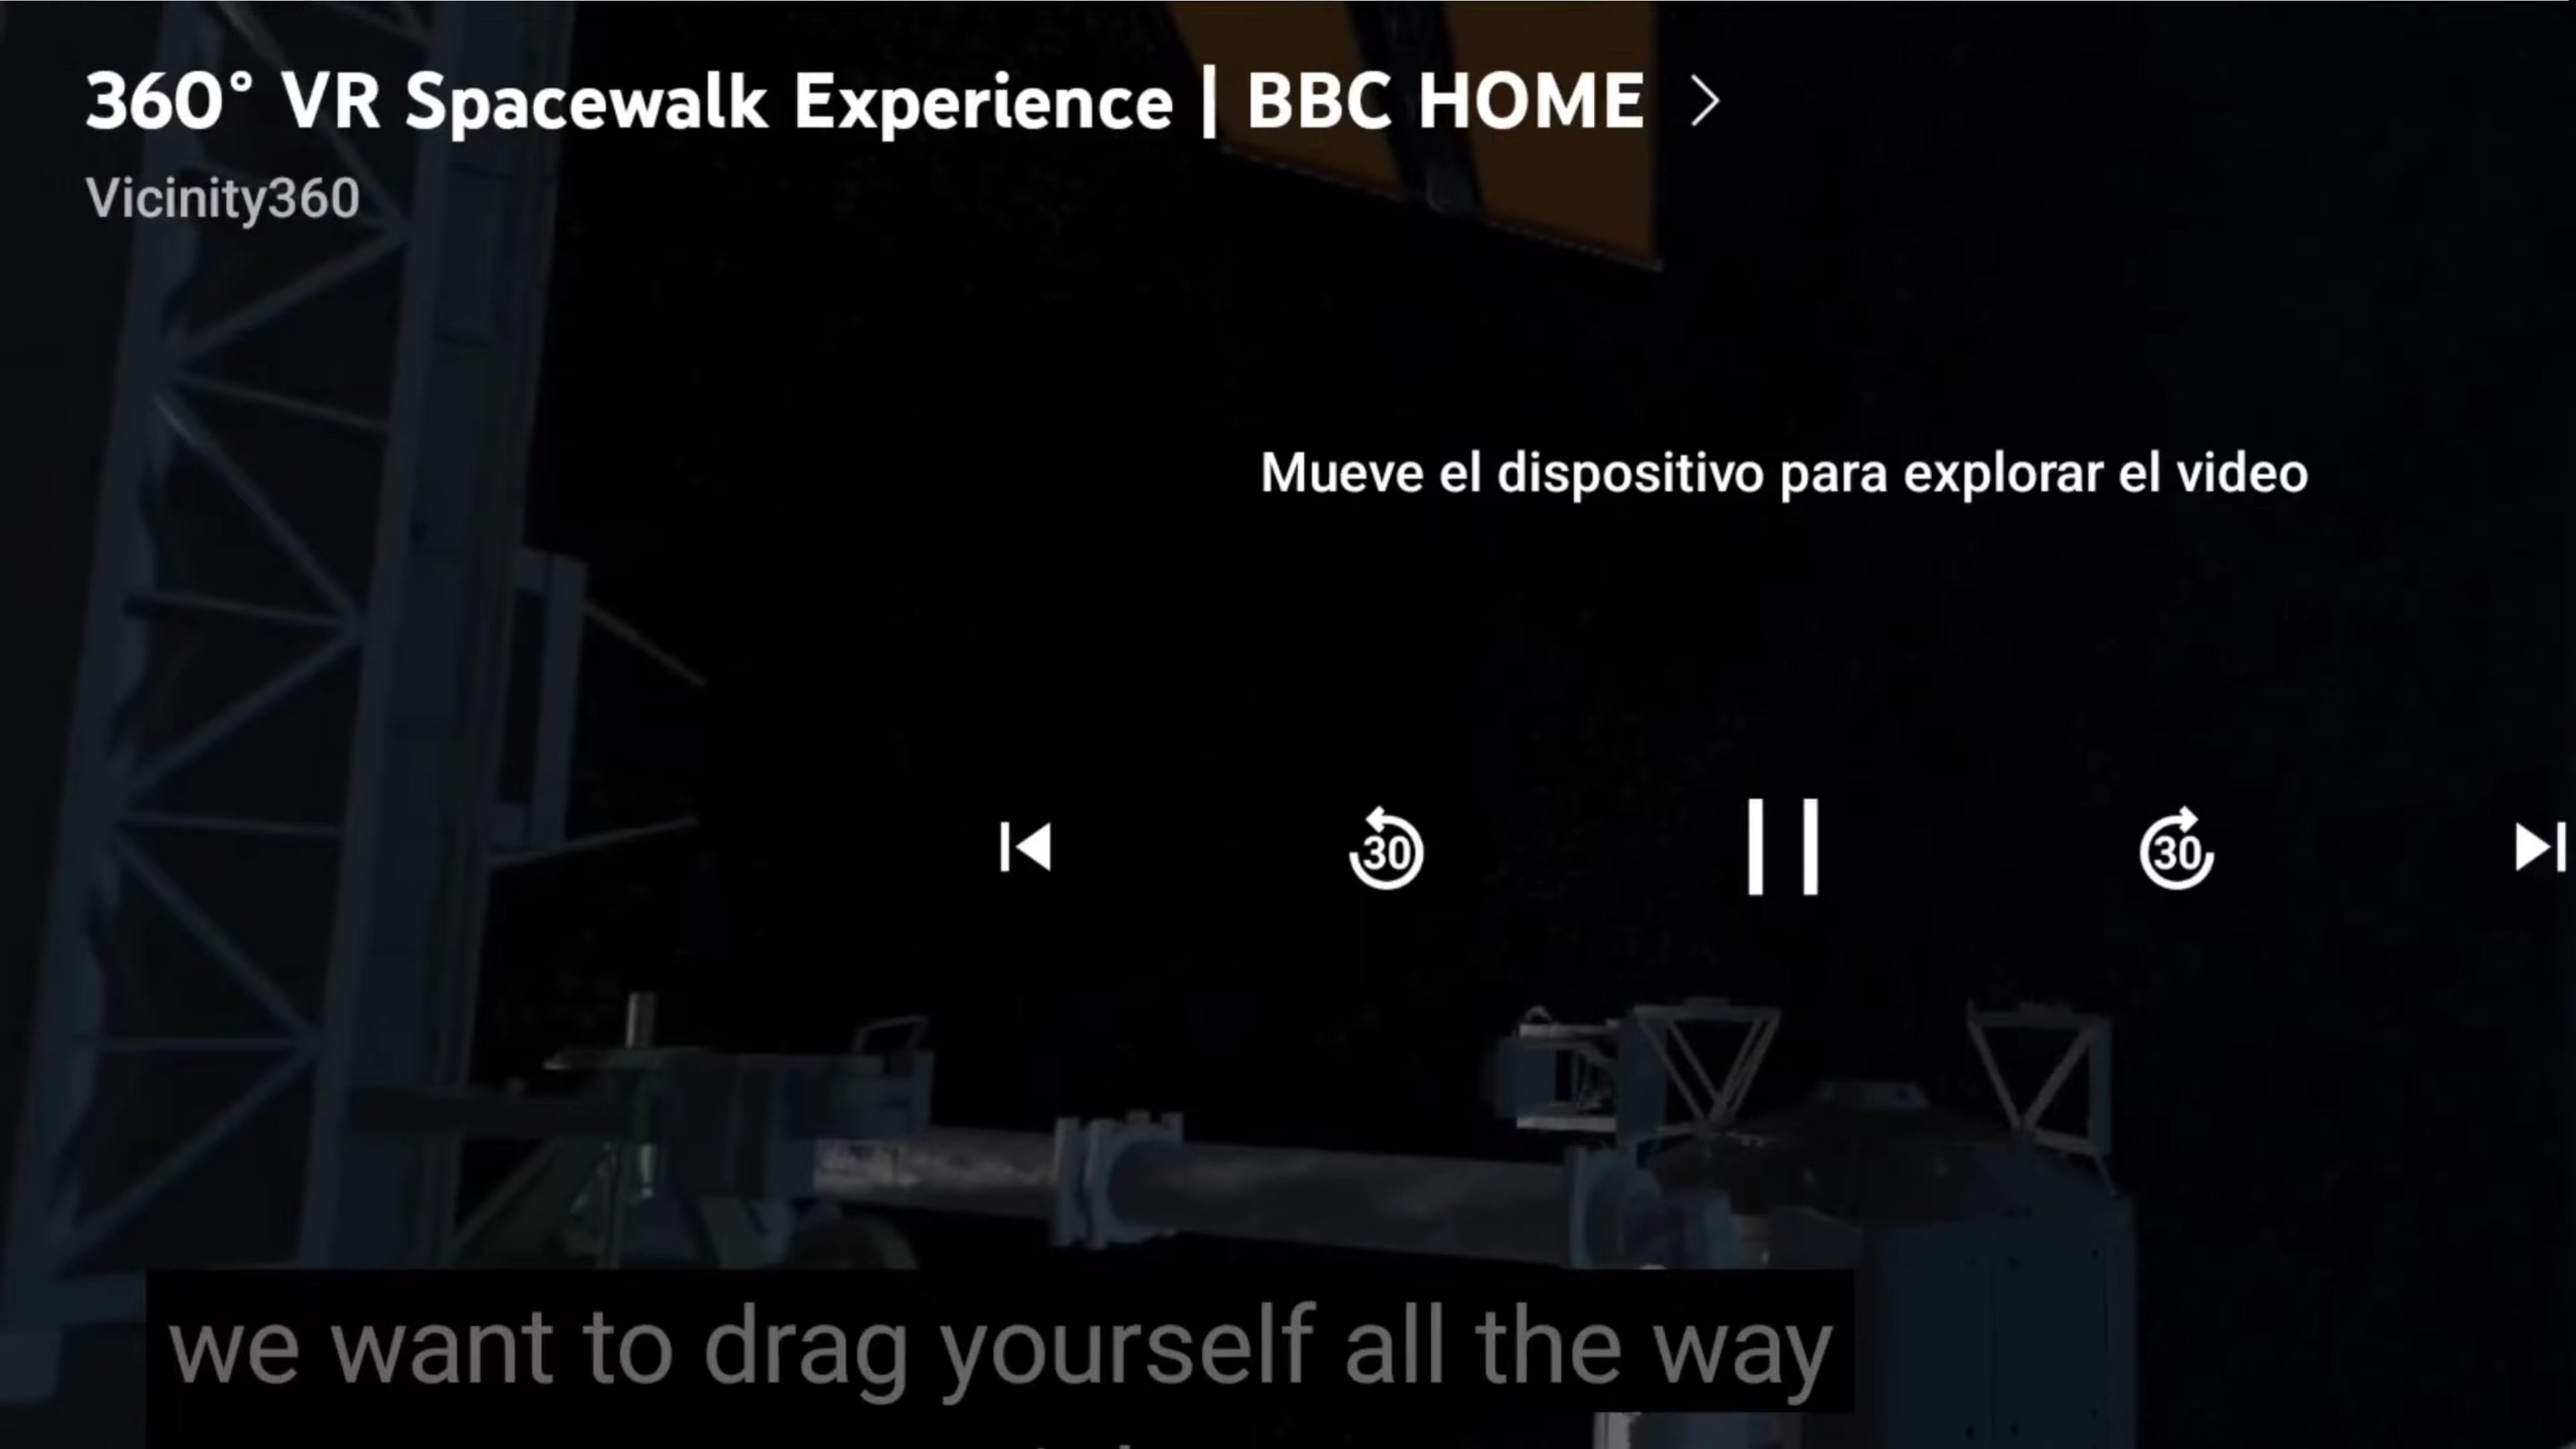 360° VR Spacewalk Experience | BBC HOME
Vicinity360
Mueve el dispositivo para explorar el video
30 30
we want to drag yourself all the way